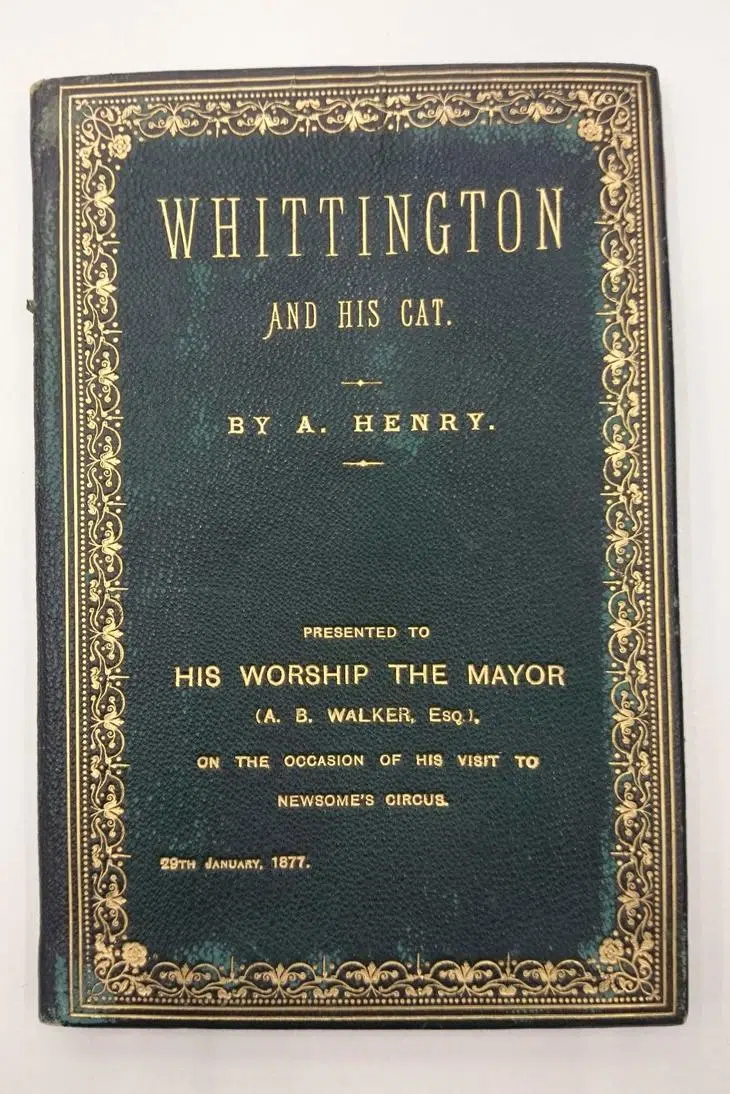 WHITTINGTON
AND HIS CAT.
BY A. HENRY.
PRESENTED TO
HIS WORSHIP THE MAYOR
(A. B. WALKER, ESQ.),
ON THE OCCASION OF HIS VISIT TO
NEWSOME'S CIRCUS.
29TH JANUARY, 1877.